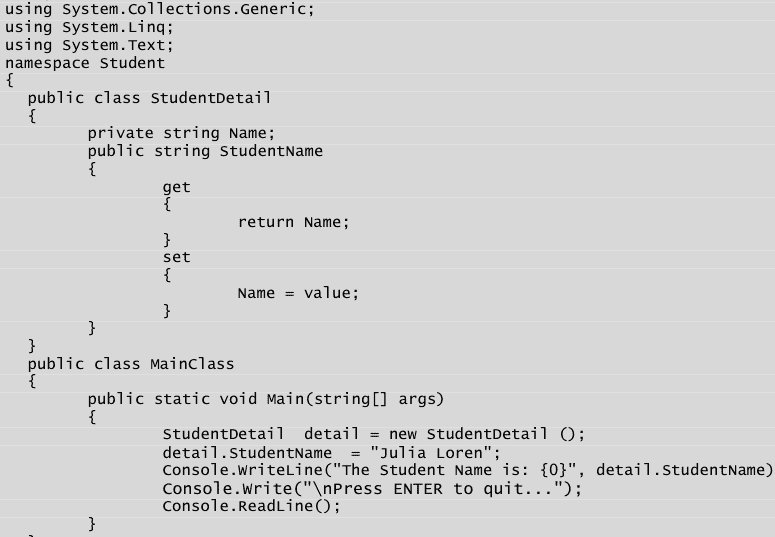 using System.Collections.Generic;
using System.Linq;
using System.Text;
namespace Student
{
public class StudentDetail
{
private string Name;
public string StudentName
{
get
{
return Name;
}
set
{
Name = value;
}
}
}
public class MainClass
{
public static void Main(string[] args)
{
StudentDetail detail = new StudentDetail ();
detail.StudentName = "Julia Loren";
Console.WriteLine("The Student Name is: {0}", detail.StudentName)
Console.Write("\nPress ENTER to quit...");
Console.ReadLine();
}
}